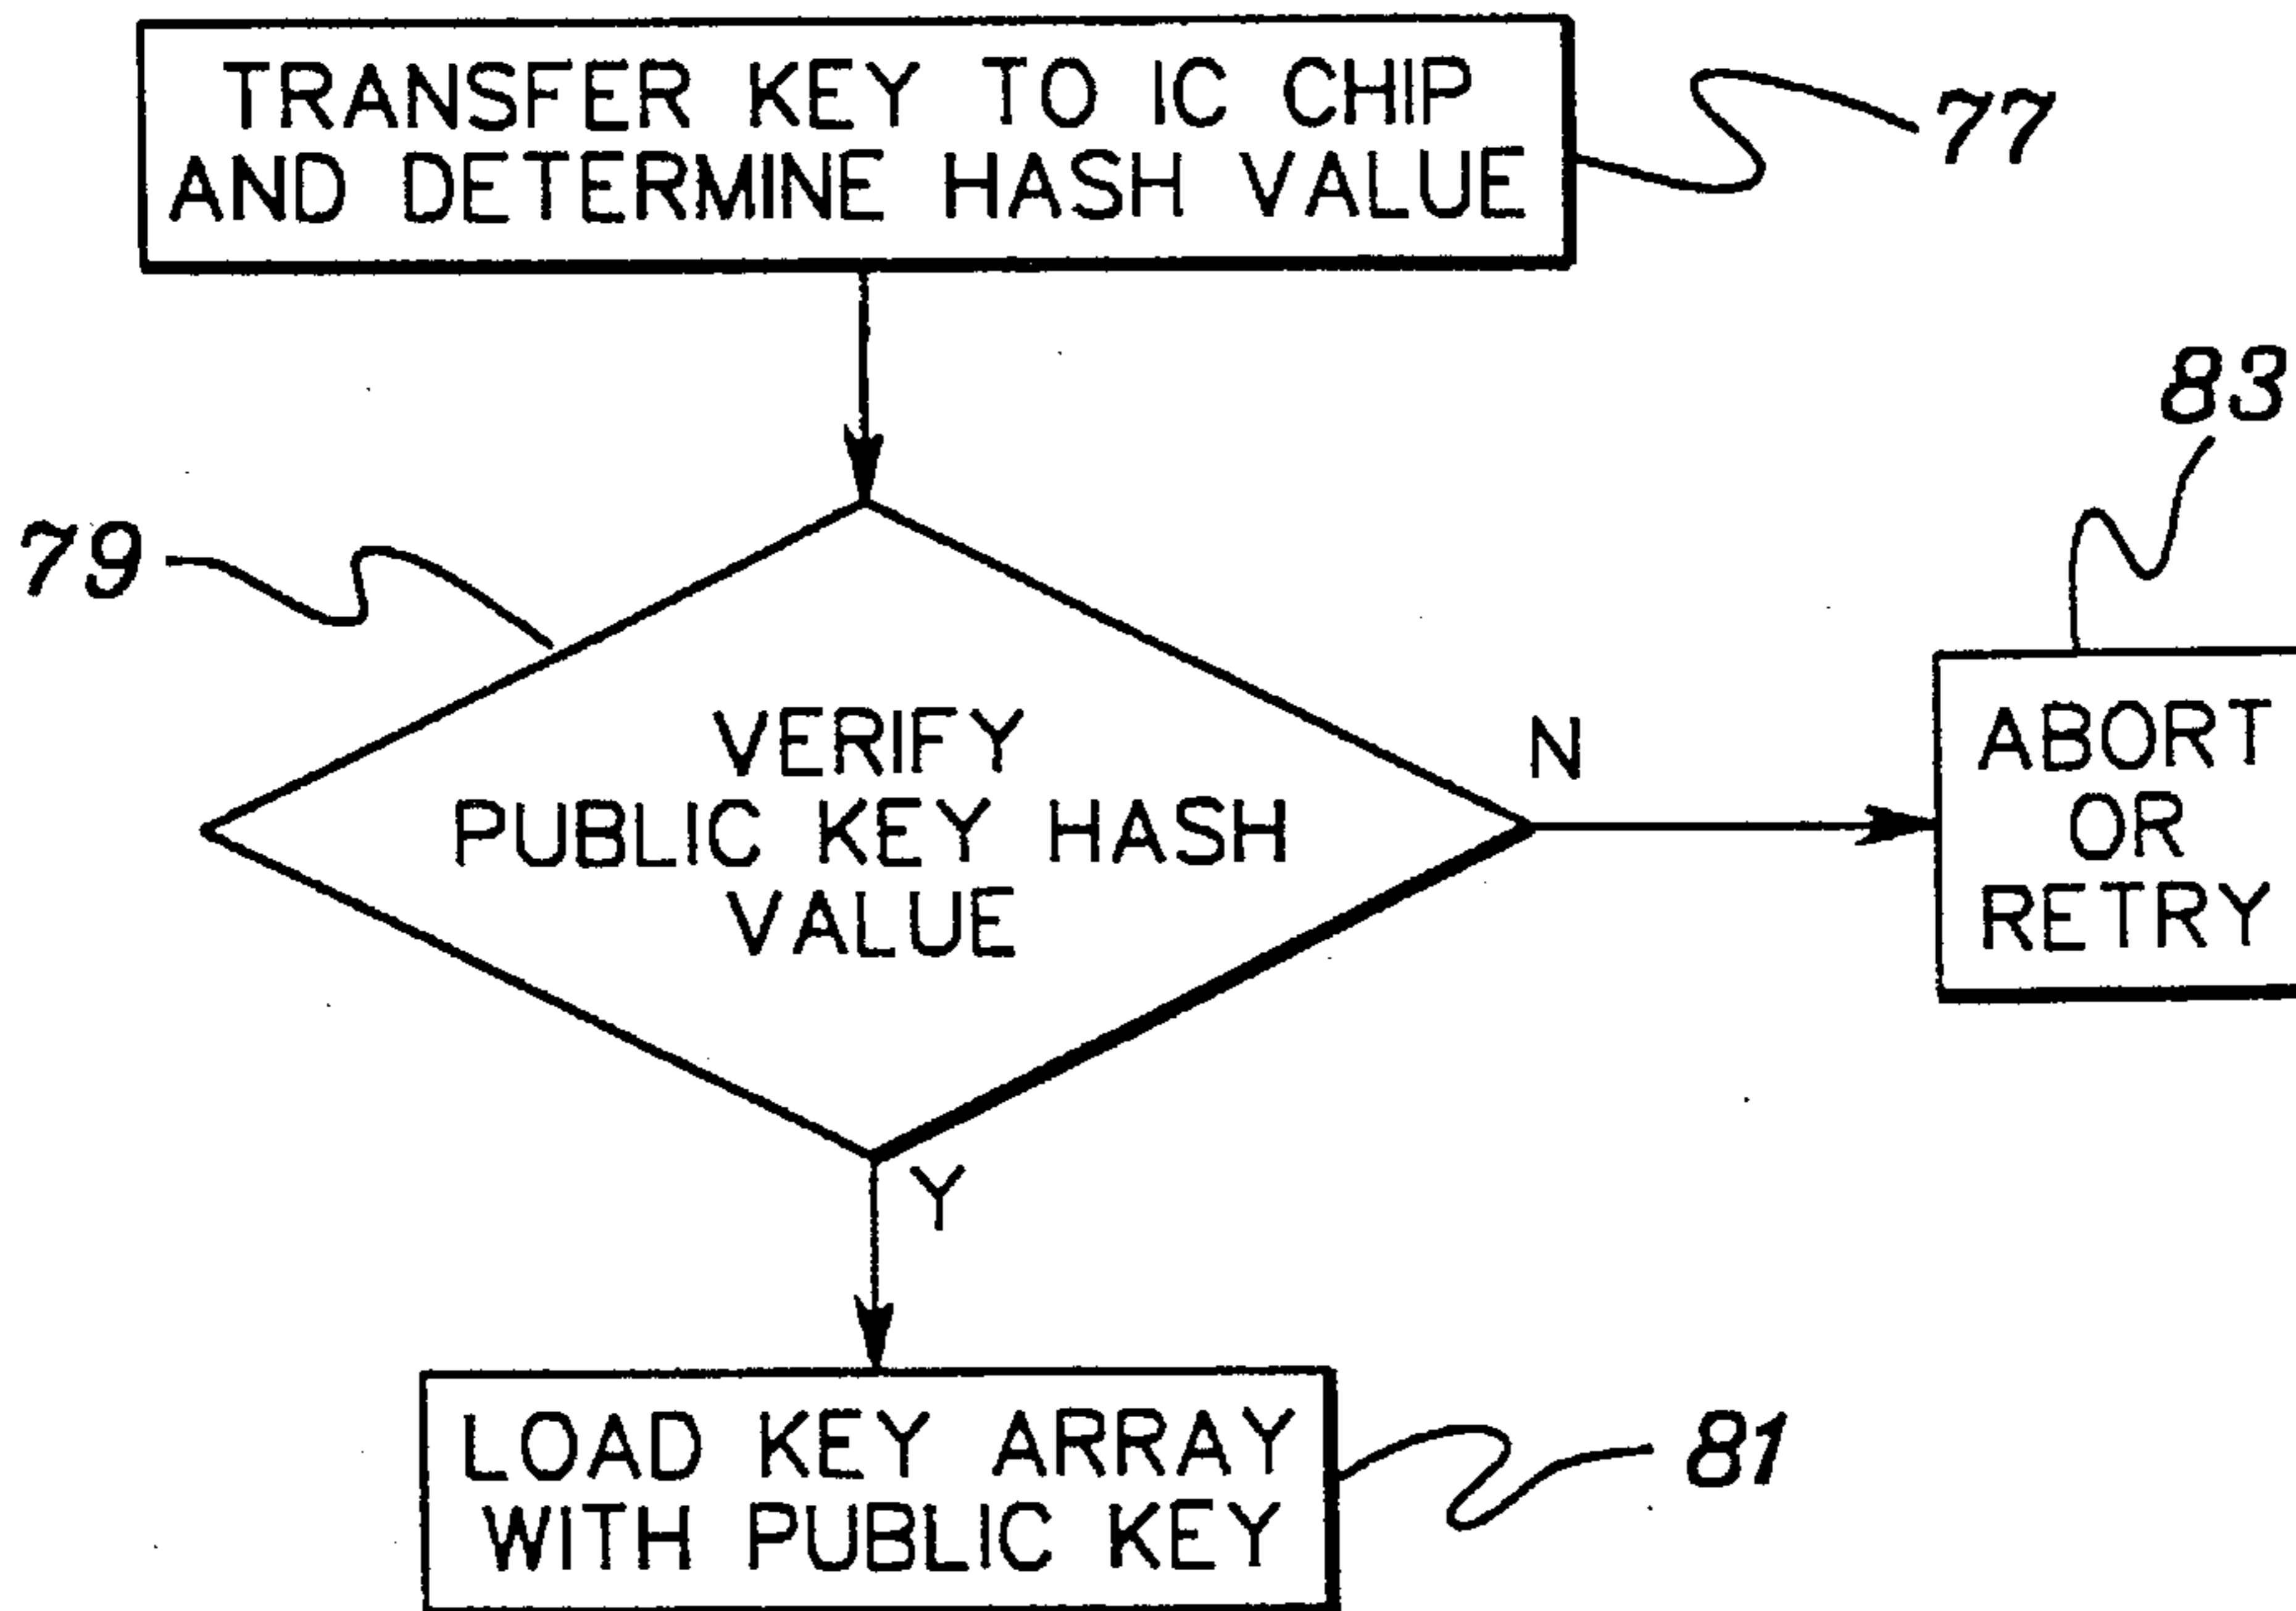 TRANSFER KEY TO IC CHIP
AND DETERMINE HASH VALUE
77
83
79
VERIFY
PUBLIC KEY HASH
VALUE
N
ABORT
OR
RETRY
Y
LOAD KEY ARRAY
WITH PUBLIC KEY
81